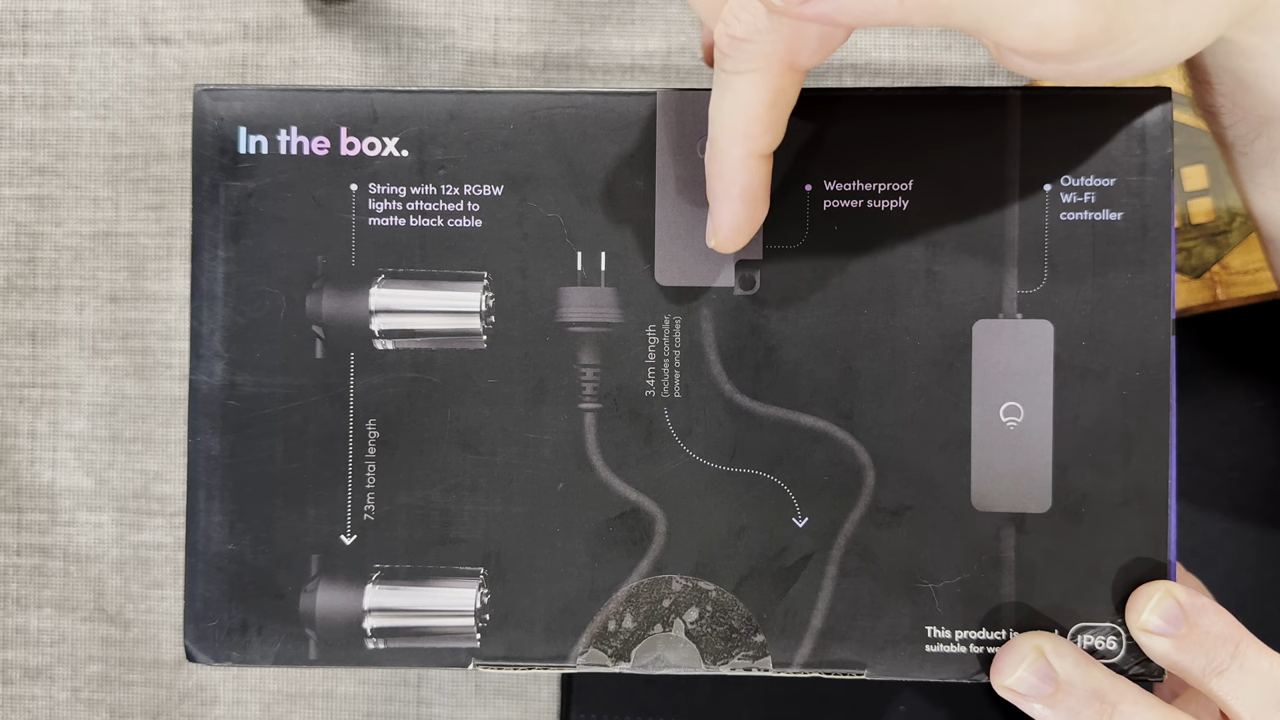 In the box.
String with 12x RGBW
lights attached to
matte black cable
Weatherproof
power supply
Outdoor
Wi-Fi
controller
7.3m total length
3.4m length
(includes controller,
power and cables)
This product is
suitable for
IP66